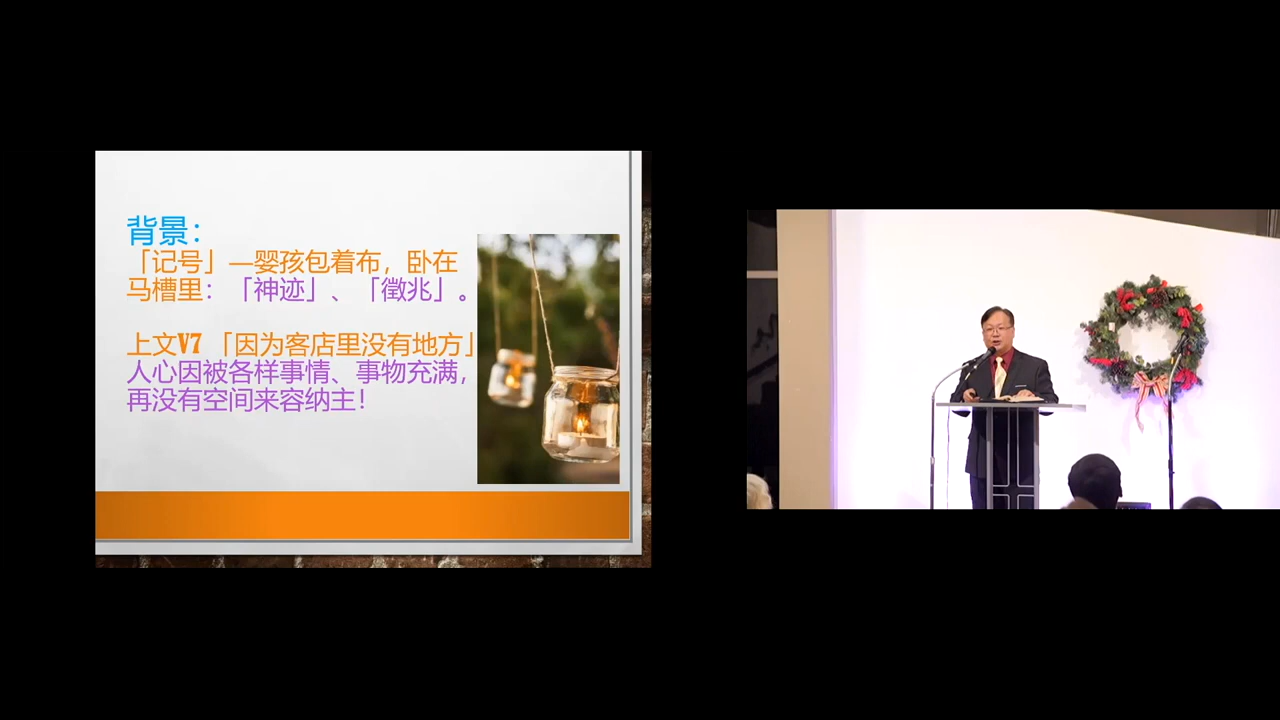 背景：
「记号」—婴孩包着布，卧在
马槽里：「神迹」、「徵兆」。
上文V7「因为客店里没有地方」
人心因被各样事情、事物充满，
再没有空间来容纳主！